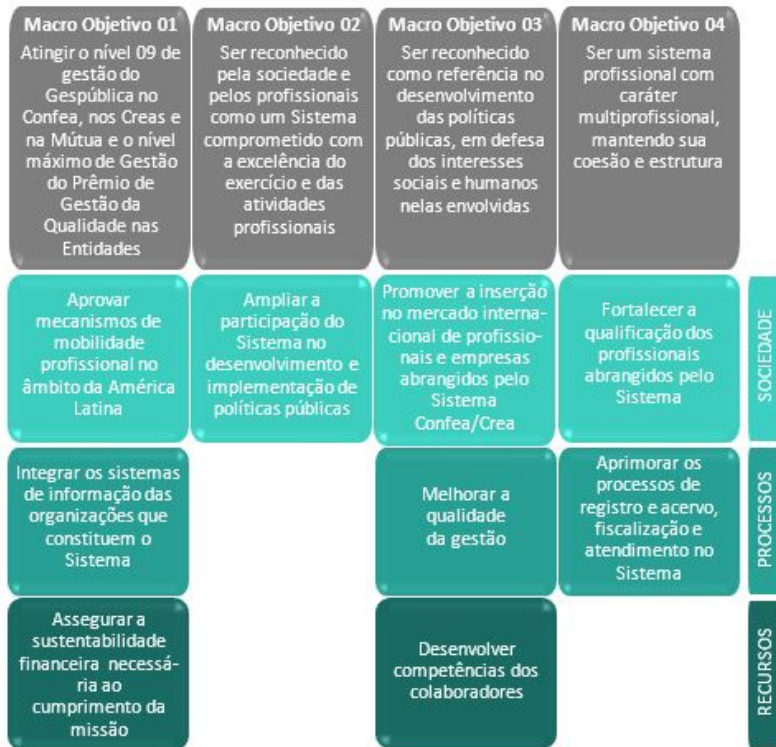 Macro Objetivo 01
Atingir o nível 09 de
gestão do
Gespública no
Confea, nos Creas e
na Mútua e o nível
máximo de Gestão
do Prêmio de
Gestão da
Qualidade nas
Entidades
Macro Objetivo 02
Ser reconhecido
pela sociedade e
pelos profissionais
como um Sistema
comprometido com
a excelência do
exercício e das
atividades
profissionais
Macro Objetivo 03
Ser reconhecido
como referência no
desenvolvimento
das políticas
públicas, em defesa
dos interesses
sociais e humanos
nelas envolvidas
Macro Objetivo 04
Ser um sistema
profissional com
caráter
multiprofissional,
mantendo sua
coesão e estrutura
Aprovar
mecanismos de
mobilidade
profissional no
âmbito da América
Latina
Ampliar a
participação do
Sistema no
desenvolvimento e
implementação de
políticas públicas
Promover a inserção
no mercado interna-
cional de profissio-
nais e empresas
abrangidos pelo
Sistema
Confea/Crea
Fortalecer a
qualificação dos
profissionais
abrangidos pelo
Sistema
SOCIEDADE
Integrar os sistemas
de informação das
organizações que
constituem o
Sistema
Melhorar a
qualidade
da gestão
Aprimorar os
processos de
registro e acervo,
fiscalização e
atendimento no
Sistema
PROCESSOS
Assegurar a
sustentabilidade
financeira necessá-
ria ao
cumprimento da
missão
Desenvolver
competências dos
colaboradores
RECURSOS